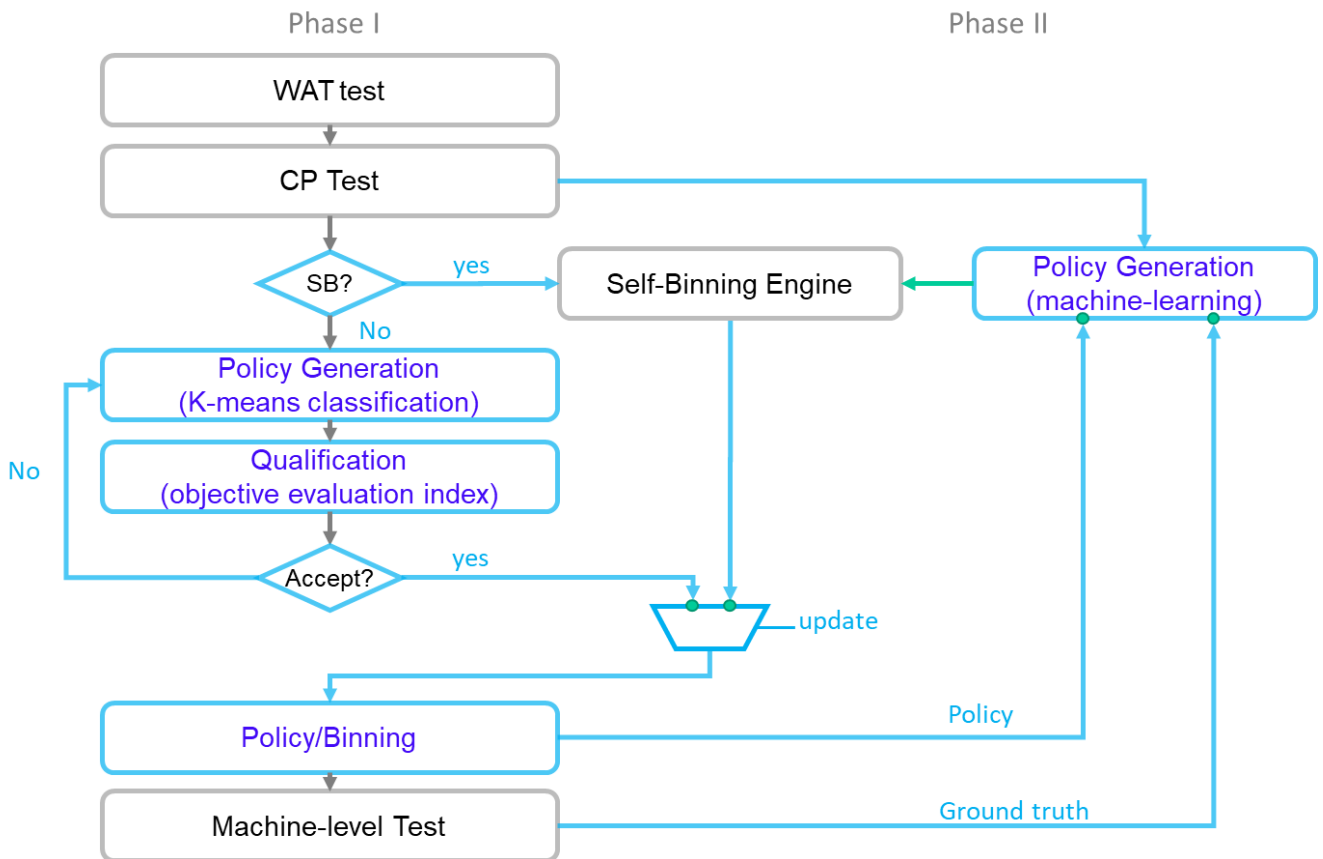 Phase I
Phase II
WAT test
CP Test
SB?
yes
Self-Binning Engine
Policy Generation
(machine-learning)
No
Policy Generation
(K-means classification)
No
Qualification
(objective evaluation index)
Accept?
yes
update
Policy/Binning
Policy
Machine-level Test
Ground truth